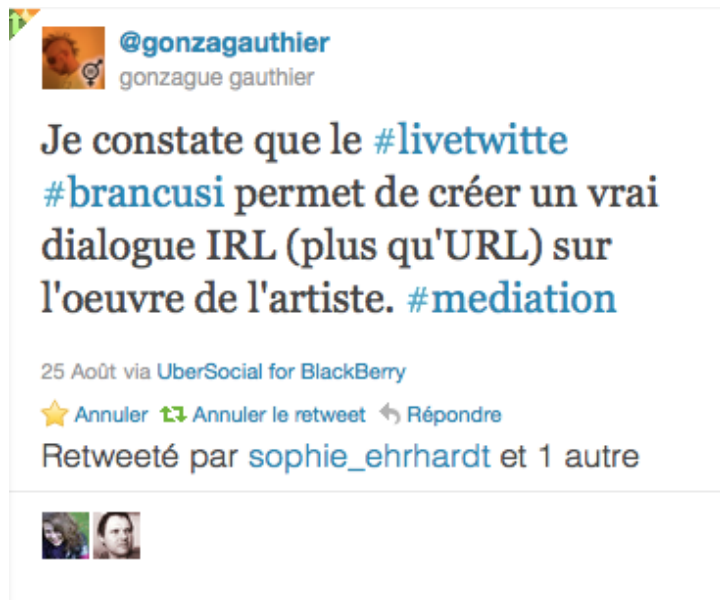 @gonzagauthier
gonzague gauthier
Je constate que le #livetwitte
#brancusi permet de créer un vrai
dialogue IRL (plus qu'URL) sur
l'oeuvre de l'artiste. #mediation
25 Août via UberSocial for BlackBerry
Annuler Annuler le retweet Répondre
Retweeté par sophie_ehrhardt et 1 autre